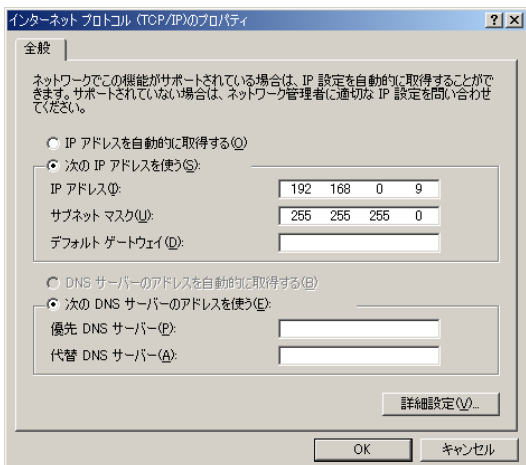 インターネット プロトコル (TCP/IP)のプロパティ
全般
ネットワークでこの機能がサポートされている場合は、IP 設定を自動的に取得することがで
きます。サポートされていない場合は、ネットワーク管理者に適切な IP 設定を問い合わせ
てください。
IP アドレスを自動的に取得する(O)
次の IP アドレスを使う(S):
IP アドレス(I): 192 168 0 9
サブネット マスク(U): 255 255 255 0
デフォルト ゲートウェイ(D):
DNS サーバーのアドレスを自動的に取得する(B)
次の DNS サーバーのアドレスを使う(E):
優先 DNS サーバー(P):
代替 DNS サーバー(A):
詳細設定(V)...
OK キャンセル